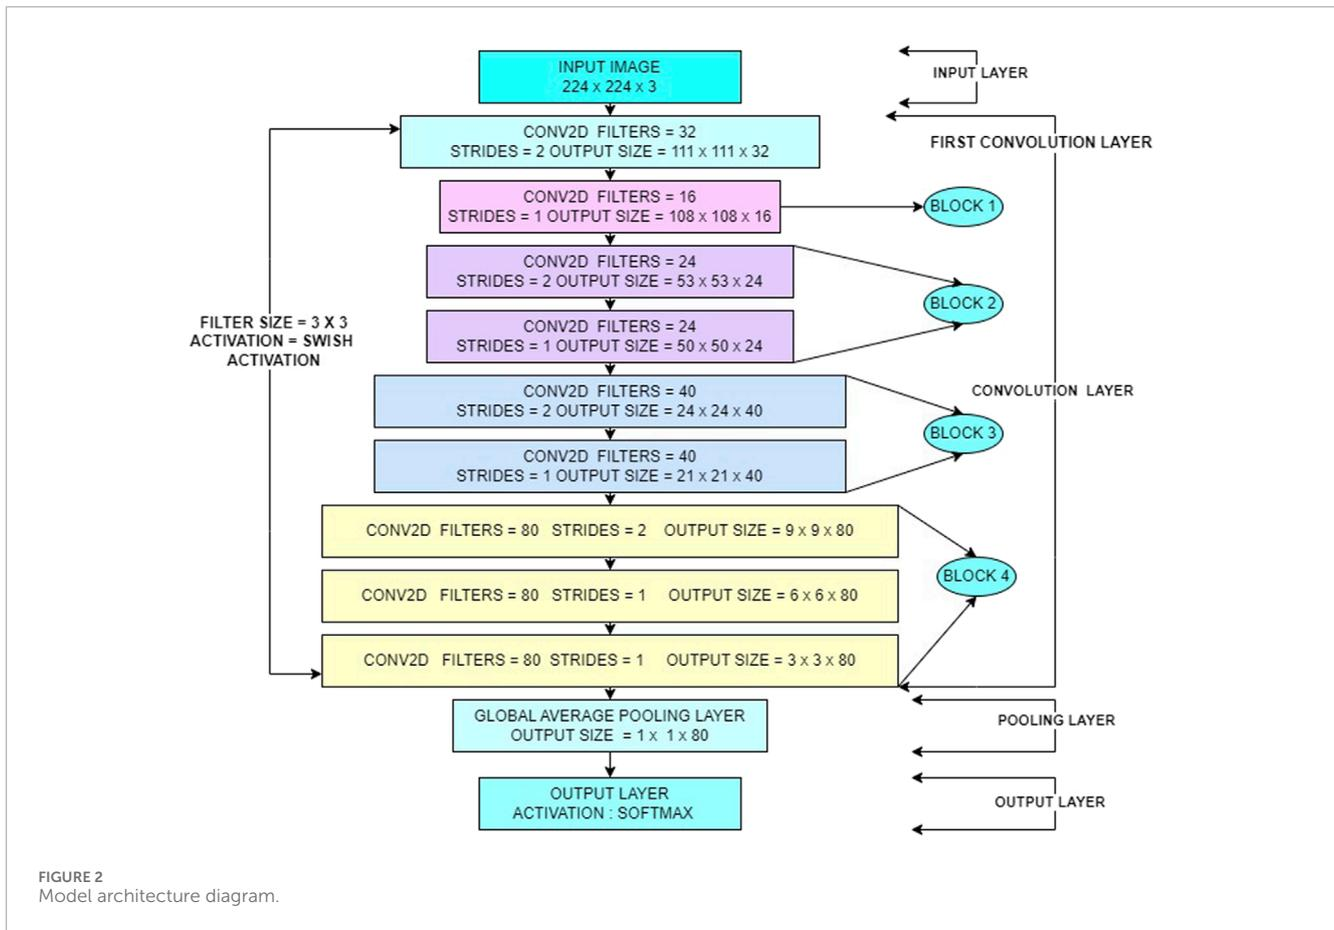 INPUT IMAGE
224 x 224 x 3
INPUT LAYER
CONV2D FILTERS = 32
STRIDES = 2 OUTPUT SIZE = 111 x 111 x 32
FIRST CONVOLUTION LAYER
CONV2D FILTERS = 16
STRIDES = 1 OUTPUT SIZE = 108 x 108 x 16
BLOCK 1
CONV2D FILTERS = 24
STRIDES = 2 OUTPUT SIZE = 53 x 53 x 24
BLOCK 2
CONV2D FILTERS = 24
STRIDES = 1 OUTPUT SIZE = 50 x 50 x 24
FILTER SIZE = 3 X 3
ACTIVATION = SWISH
ACTIVATION
CONV2D FILTERS = 40
STRIDES = 2 OUTPUT SIZE = 24 x 24 x 40
CONVOLUTION LAYER
BLOCK 3
CONV2D FILTERS = 40
STRIDES = 1 OUTPUT SIZE = 21 x 21 x 40
CONV2D FILTERS = 80 STRIDES = 2 OUTPUT SIZE = 9 x 9 x 80
BLOCK 4
CONV2D FILTERS = 80 STRIDES = 1 OUTPUT SIZE = 6 x 6 x 80
CONV2D FILTERS = 80 STRIDES = 1 OUTPUT SIZE = 3 x 3 x 80
GLOBAL AVERAGE POOLING LAYER
OUTPUT SIZE = 1 x 1 x 80
POOLING LAYER
OUTPUT LAYER
ACTIVATION : SOFTMAX
OUTPUT LAYER
FIGURE 2
Model architecture diagram.